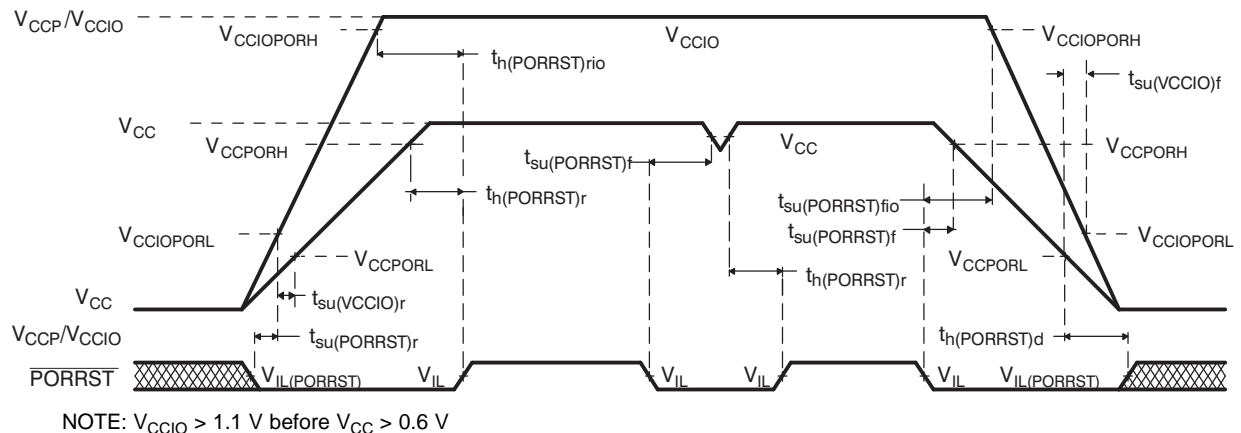 VCCP/VCCIO
VCCIOPORH
VCCIO
VCCIOPORH
th(PORRST)rio
tsu(VCCIO)f
VCC
VCCPORH
tsu(PORRST)f
VCC
VCCPORH
th(PORRST)r
tsu(PORRST)fio
VCCIOPORL
tsu(PORRST)f
VCCIOPORL
VCCPORL
VCCPORL
th(PORRST)r
VCC
tsu(VCCIO)r
VCCP/VCCIO
tsu(PORRST)r
th(PORRST)d
PORRST
VIL(PORRST)
VIL
VIL
VIL
VIL
VIL(PORRST)
NOTE: VCCIO > 1.1 V before VCC > 0.6 V